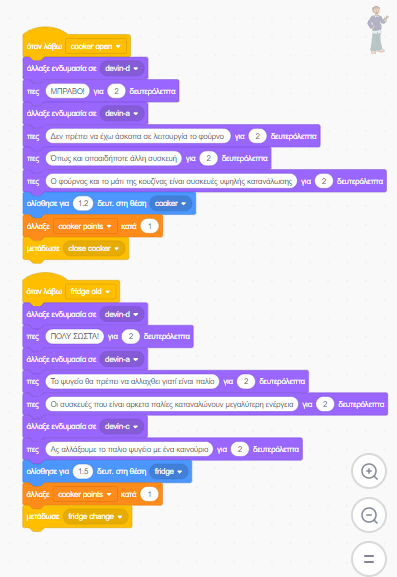 όταν λάβω cooker open
άλλαξε ενδυμασία σε devin-d
πες ΜΠΡΑΒΟ! για 2 δευτερόλεπτα
άλλαξε ενδυμασία σε devin-a
πες Δεν πρέπει να έχω άσκοπα σε λειτουργία το φούρνο για 2 δευτερόλεπτα
πες Όπως και οποιαδήποτε άλλη συσκευή για 2 δευτερόλεπτα
πες Ο φούρνος και το μάτι της κουζίνας είναι συσκευές υψηλής κατανάλωσης για 2 δευτερόλεπτα
ολίσθησε για 1.2 δευτ. στη θέση cooker
άλλαξε cooker points κατά 1
μετάδωσε close cooker
όταν λάβω fridge old
άλλαξε ενδυμασία σε devin-d
πες ΠΟΛΥ ΣΩΣΤΑ! για 2 δευτερόλεπτα
άλλαξε ενδυμασία σε devin-a
πες Το ψυγείο θα πρέπει να αλλαχθει γιατί είναι παλίο για 2 δευτερόλεπτα
πες Οι συσκευές που είναι αρκετα παλίες καταναλώνουν μεγαλύτερη ενέργεια για 2 δευτερόλεπτα
άλλαξε ενδυμασία σε devin-c
πες Ας αλλάξουμε το παλιο ψυγέιο με ένα καινούριο για 2 δευτερόλεπτα
ολίσθησε για 1.5 δευτ. στη θέση fridge
άλλαξε cooker points κατά 1
μετάδωσε fridge change